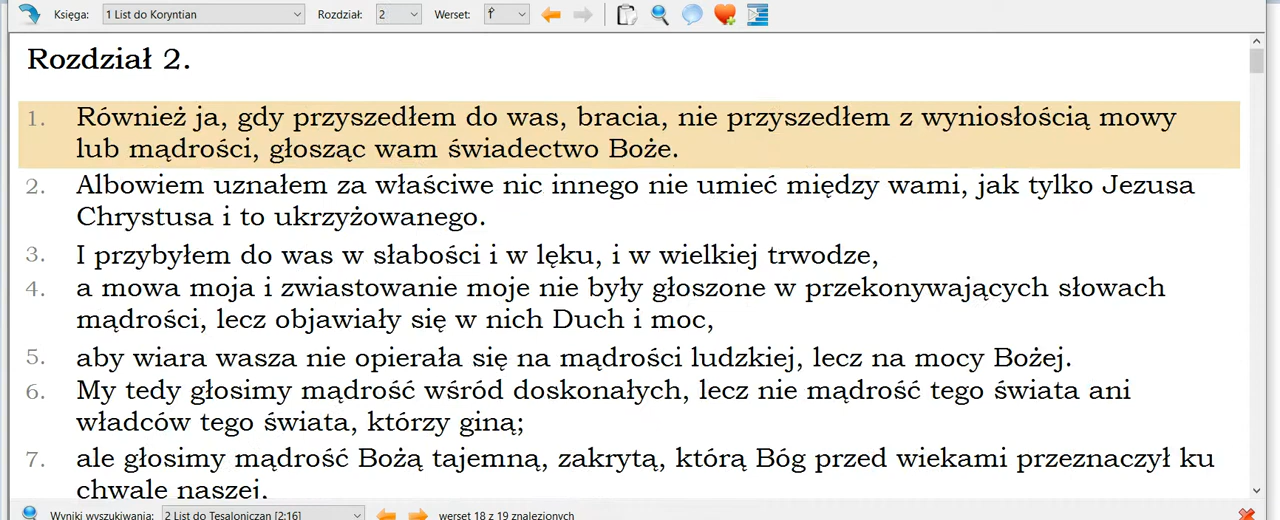 Księga: 1 List do Koryntian Rozdział: 2 Werset: 1
Rozdział 2.
1. Również ja, gdy przyszedłem do was, bracia, nie przyszedłem z wyniosłością mowy
lub mądrości, głosząc wam świadectwo Boże.
2. Albowiem uznałem za właściwe nic innego nie umieć między wami, jak tylko Jezusa
Chrystusa i to ukrzyżowanego.
3. I przybyłem do was w słabości i w lęku, i w wielkiej trwodze,
4. a mowa moja i zwiastowanie moje nie były głoszone w przekonywających słowach
mądrości, lecz objawiały się w nich Duch i moc,
5. aby wiara wasza nie opierała się na mądrości ludzkiej, lecz na mocy Bożej.
6. My tedy głosimy mądrość wśród doskonałych, lecz nie mądrość tego świata ani
władców tego świata, którzy giną;
7. ale głosimy mądrość Bożą tajemną, zakrytą, którą Bóg przed wiekami przeznaczył ku
chwale naszej,
Wyniki wyszukiwania: 2 List do Tesaloniczan [2:16] werset 18 z 19 znalezionych